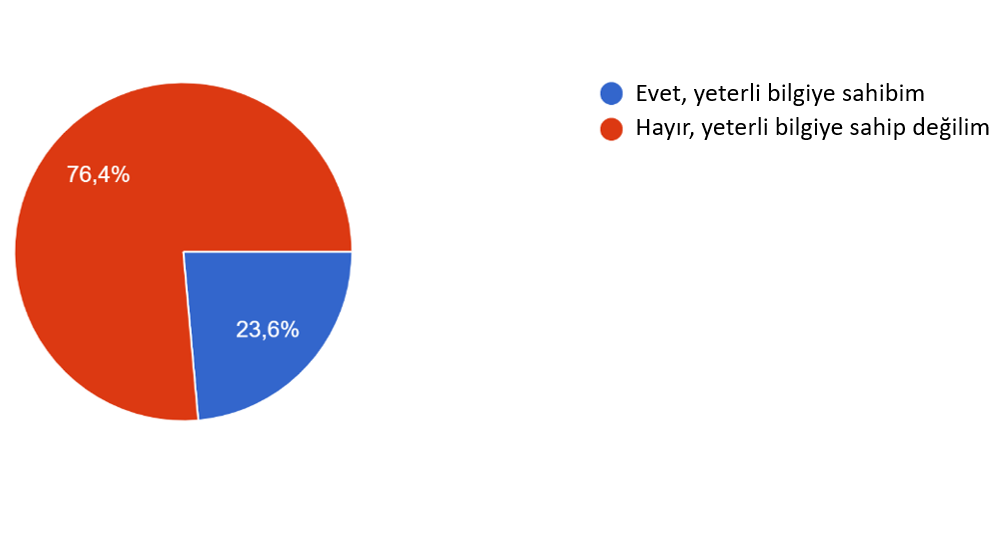 Evet, yeterli bilgiye sahibim
Hayır, yeterli bilgiye sahip değilim
76,4%
23,6%